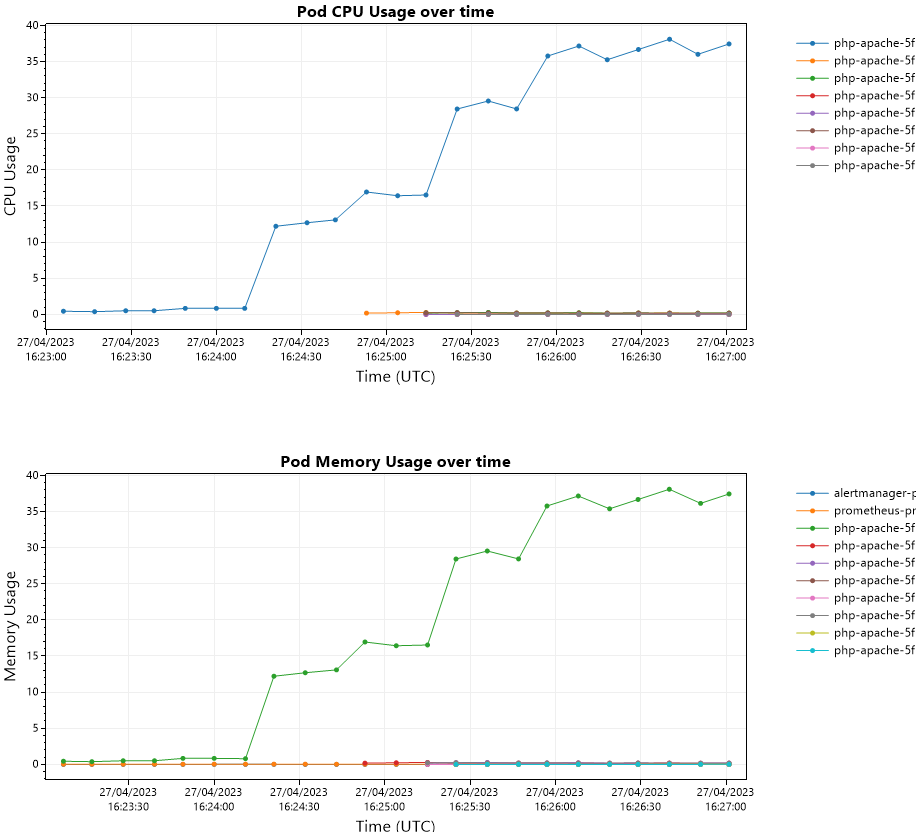 Pod CPU Usage over time
40
35
30
25
20
15
10
5
0
CPU Usage
27/04/2023 27/04/2023 27/04/2023 27/04/2023 27/04/2023 27/04/2023 27/04/2023 27/04/2023 27/04/2023
16:23:00 16:23:30 16:24:00 16:24:30 16:25:00 16:25:30 16:26:00 16:26:30 16:27:00
Time (UTC)
php-apache-5f
php-apache-5f
php-apache-5f
php-apache-5f
php-apache-5f
php-apache-5f
php-apache-5f
php-apache-5f
Pod Memory Usage over time
40
35
30
25
20
15
10
5
0
Memory Usage
27/04/2023 27/04/2023 27/04/2023 27/04/2023 27/04/2023 27/04/2023 27/04/2023 27/04/2023
16:23:30 16:24:00 16:24:30 16:25:00 16:25:30 16:26:00 16:26:30 16:27:00
Time (UTC)
alertmanager-p
prometheus-pr
php-apache-5f
php-apache-5f
php-apache-5f
php-apache-5f
php-apache-5f
php-apache-5f
php-apache-5f
php-apache-5f